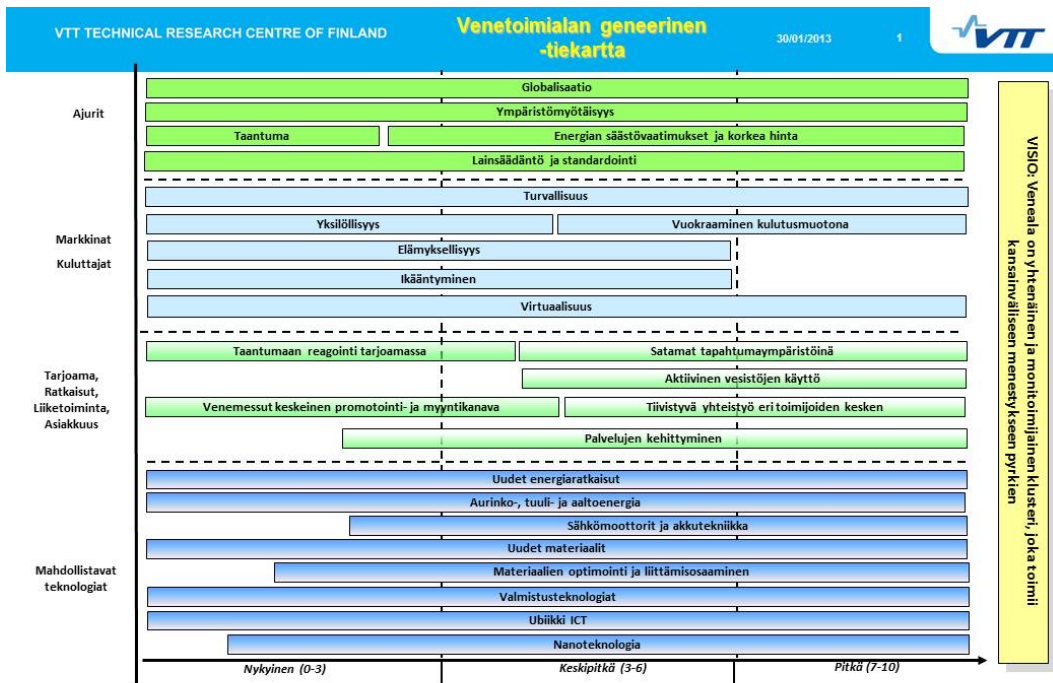 VTT TECHNICAL RESEARCH CENTRE OF FINLAND
Venetoimialan geneerinen
-tiekartta
30/01/2013
1
VTT
Ajurit
Globalisaatio
Ympäristömyötäisyys
Taantuma
Energian säästövaatimukset ja korkea hinta
Lainsäädäntö ja standardointi
Markkinat
Kuluttajat
Turvallisuus
Yksilöllisyys
Vuokraaminen kulutusmuotona
Elämyksellisyys
Ikääntyminen
Virtuaalisuus
Tarjoama,
Ratkaisut,
Liiketoiminta,
Asiakkuus
Taantumaan reagointi tarjoamassa
Satamat tapahtumaympäristöinä
Aktiivinen vesistöjen käyttö
Venemessut keskeinen promotointi- ja myyntikanava
Tiivistyvä yhteistyö eri toimijoiden kesken
Palvelujen kehittyminen
Mahdollistavat
teknologiat
Uudet energiaratkaisut
Aurinko-, tuuli- ja aaltoenergia
Sähkömoottorit ja akkutekniikka
Uudet materiaalit
Materiaalien optimointi ja liittämisosaaminen
Valmistusteknologiat
Ubiikki ICT
Nanoteknologia
Nykyinen (0-3)
Keskipitkä (3-6)
Pitkä (7-10)
VISIO: Veneala on yhtenäinen ja monitoimijainen klusteri, joka toimii
kansainväliseen menestykseen pyrkien